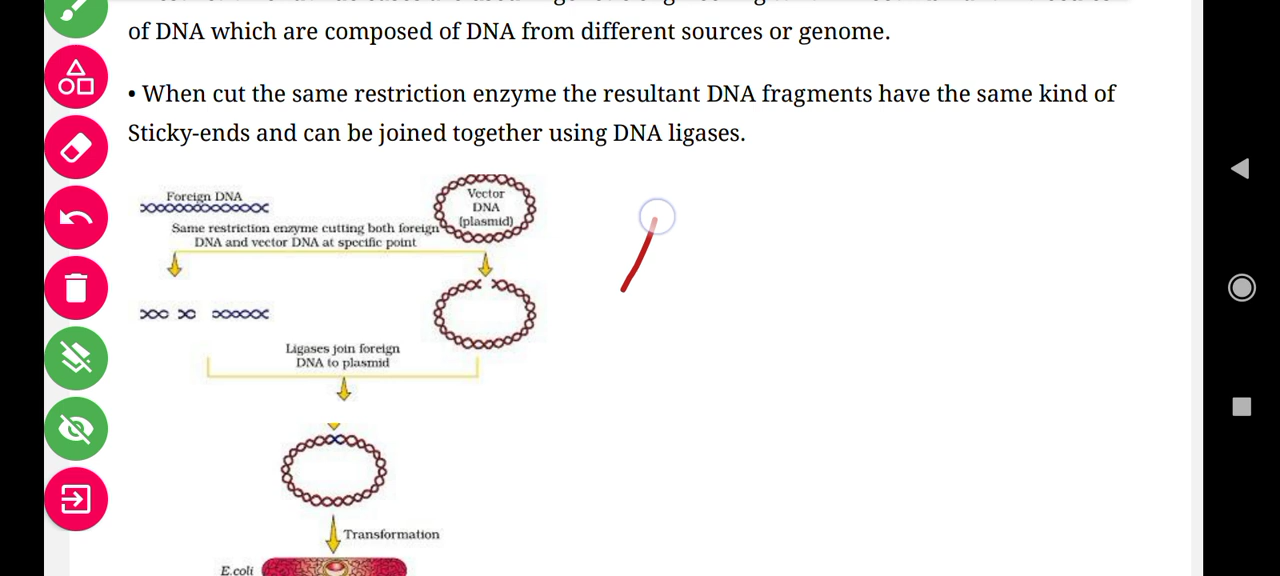 of DNA which are composed of DNA from different sources or genome.
• When cut the same restriction enzyme the resultant DNA fragments have the same kind of
Sticky-ends and can be joined together using DNA ligases.
Foreign DNA
Vector
DNA
(plasmid)
Same restriction enzyme cutting both foreign
DNA and vector DNA at specific point
Ligases join foreign
DNA to plasmid
Transformation
E.coli